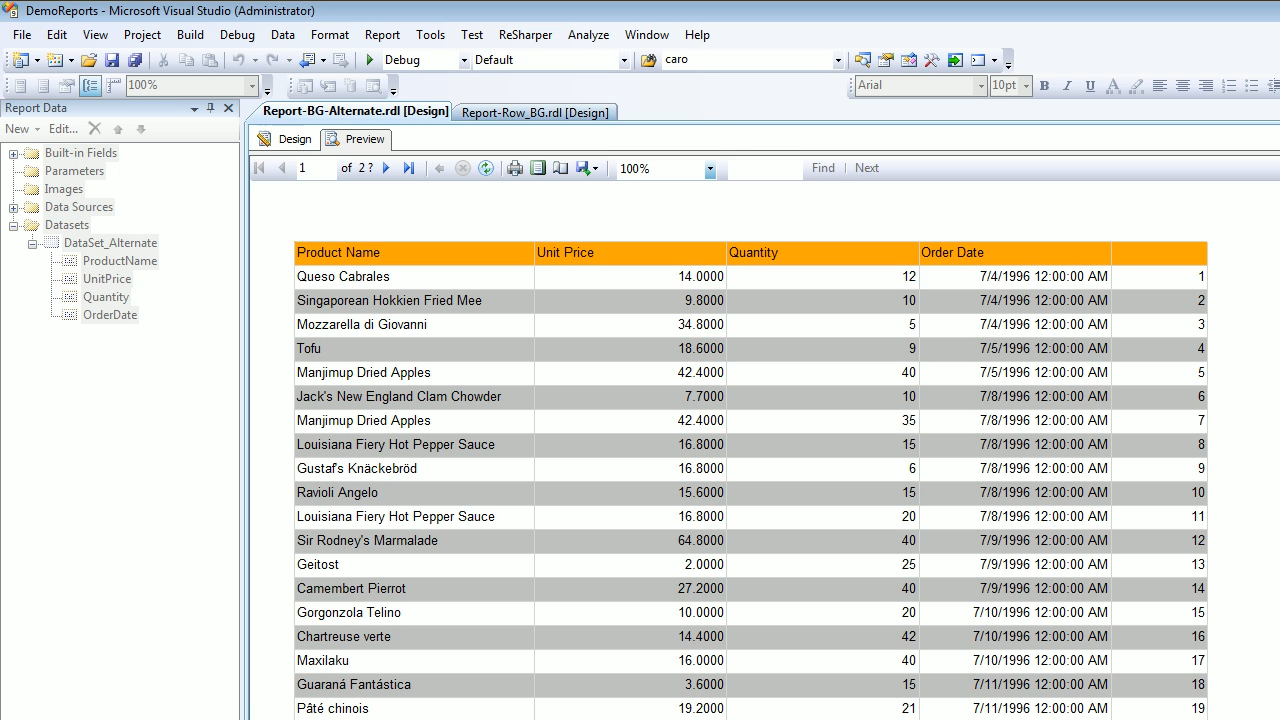 DemoReports - Microsoft Visual Studio (Administrator)
File Edit View Project Build Debug Data Format Report Tools Test ReSharper Analyze Window Help
Debug Default caro
100% Arial 10pt B I U A
Report Data
Report-BG-Alternate.rdl [Design] Report-Row_BG.rdl [Design]
New Edit...
Design Preview
Built-in Fields
Parameters
Images
Data Sources
Datasets
DataSet_Alternate
ProductName
UnitPrice
Quantity
OrderDate
1 of 2 ? 100% Find | Next
Product Name Unit Price Quantity Order Date
Queso Cabrales 14.0000 12 7/4/1996 12:00:00 AM 1
Singaporean Hokkien Fried Mee 9.8000 10 7/4/1996 12:00:00 AM 2
Mozzarella di Giovanni 34.8000 5 7/4/1996 12:00:00 AM 3
Tofu 18.6000 9 7/5/1996 12:00:00 AM 4
Manjimup Dried Apples 42.4000 40 7/5/1996 12:00:00 AM 5
Jack's New England Clam Chowder 7.7000 10 7/8/1996 12:00:00 AM 6
Manjimup Dried Apples 42.4000 35 7/8/1996 12:00:00 AM 7
Louisiana Fiery Hot Pepper Sauce 16.8000 15 7/8/1996 12:00:00 AM 8
Gustaf's Knäckebröd 16.8000 6 7/8/1996 12:00:00 AM 9
Ravioli Angelo 15.6000 15 7/8/1996 12:00:00 AM 10
Louisiana Fiery Hot Pepper Sauce 16.8000 20 7/8/1996 12:00:00 AM 11
Sir Rodney's Marmalade 64.8000 40 7/9/1996 12:00:00 AM 12
Geitost 2.0000 25 7/9/1996 12:00:00 AM 13
Camembert Pierrot 27.2000 40 7/9/1996 12:00:00 AM 14
Gorgonzola Telino 10.0000 20 7/10/1996 12:00:00 AM 15
Chartreuse verte 14.4000 42 7/10/1996 12:00:00 AM 16
Maxilaku 16.0000 40 7/10/1996 12:00:00 AM 17
Guaraná Fantástica 3.6000 15 7/11/1996 12:00:00 AM 18
Pâté chinois 19.2000 21 7/11/1996 12:00:00 AM 19